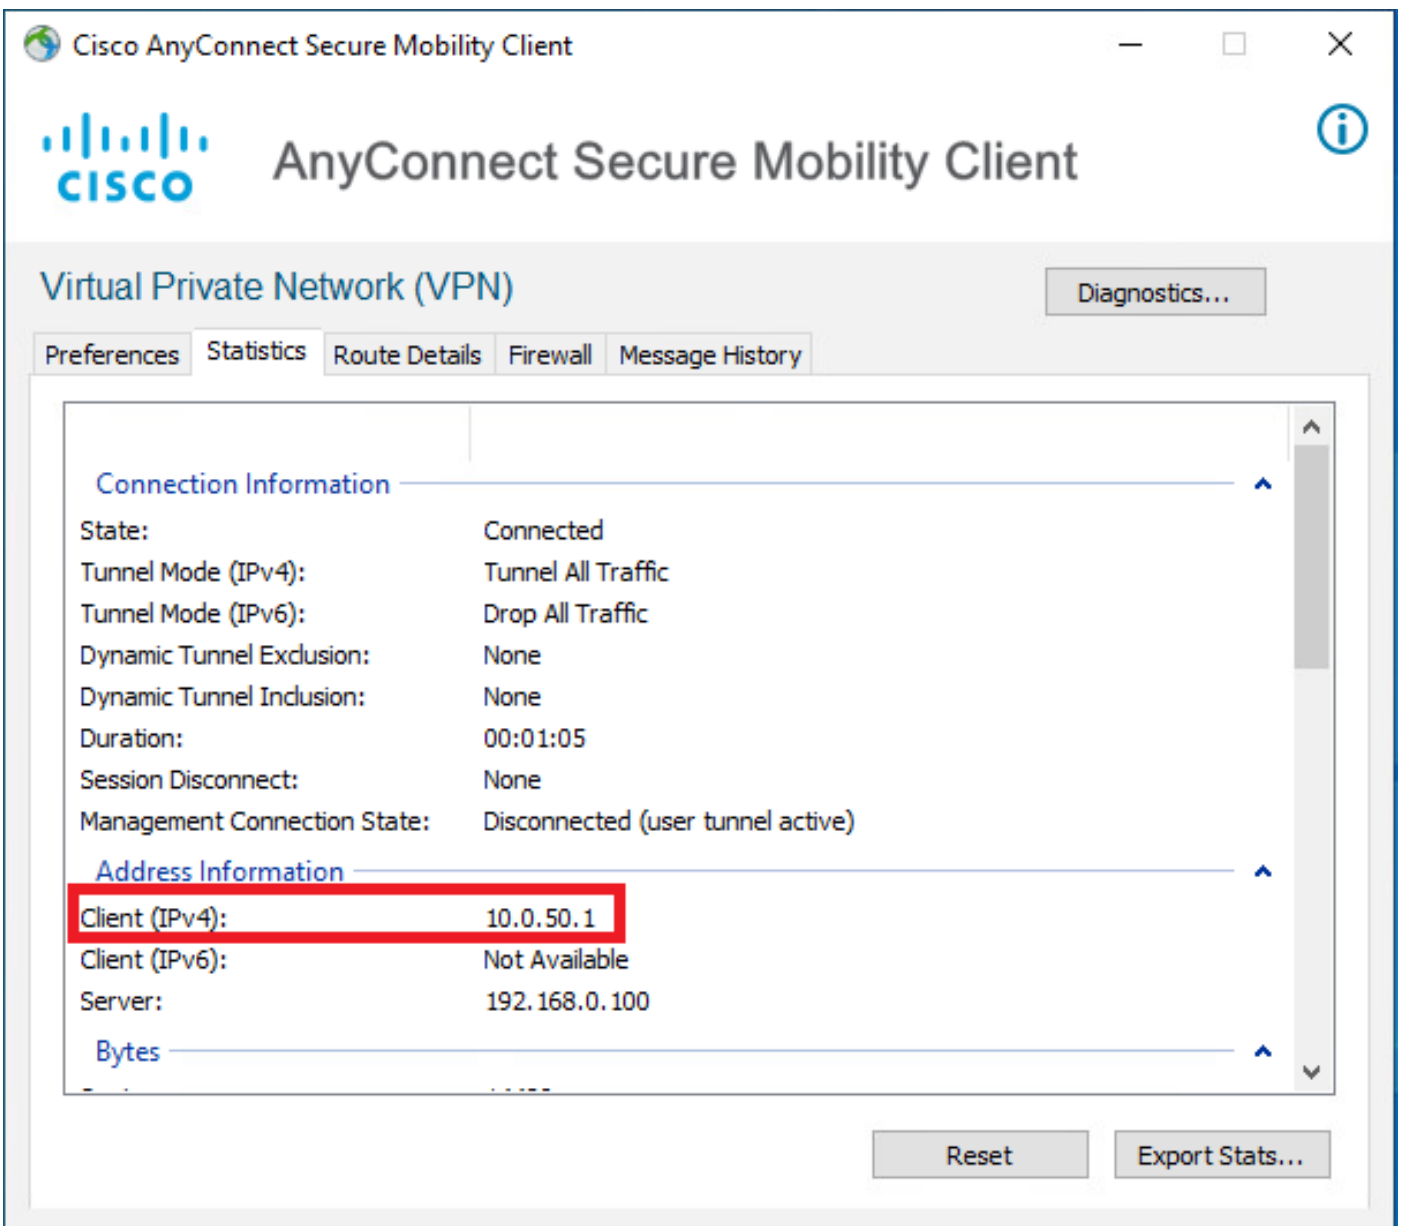 Cisco AnyConnect Secure Mobility Client
CISCO
AnyConnect Secure Mobility Client
Virtual Private Network (VPN)
Diagnostics...
Preferences Statistics Route Details Firewall Message History
Connection Information
State: Connected
Tunnel Mode (IPv4): Tunnel All Traffic
Tunnel Mode (IPv6): Drop All Traffic
Dynamic Tunnel Exclusion: None
Dynamic Tunnel Inclusion: None
Duration: 00:01:05
Session Disconnect: None
Management Connection State: Disconnected (user tunnel active)
Address Information
Client (IPv4): 10.0.50.1
Client (IPv6): Not Available
Server: 192.168.0.100
Bytes
Reset Export Stats...